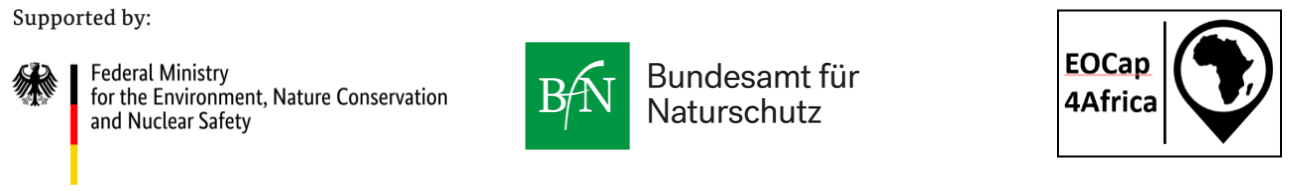 Supported by:
Federal Ministry
for the Environment, Nature Conservation
and Nuclear Safety
BfN
Bundesamt für
Naturschutz
EOCap
4Africa